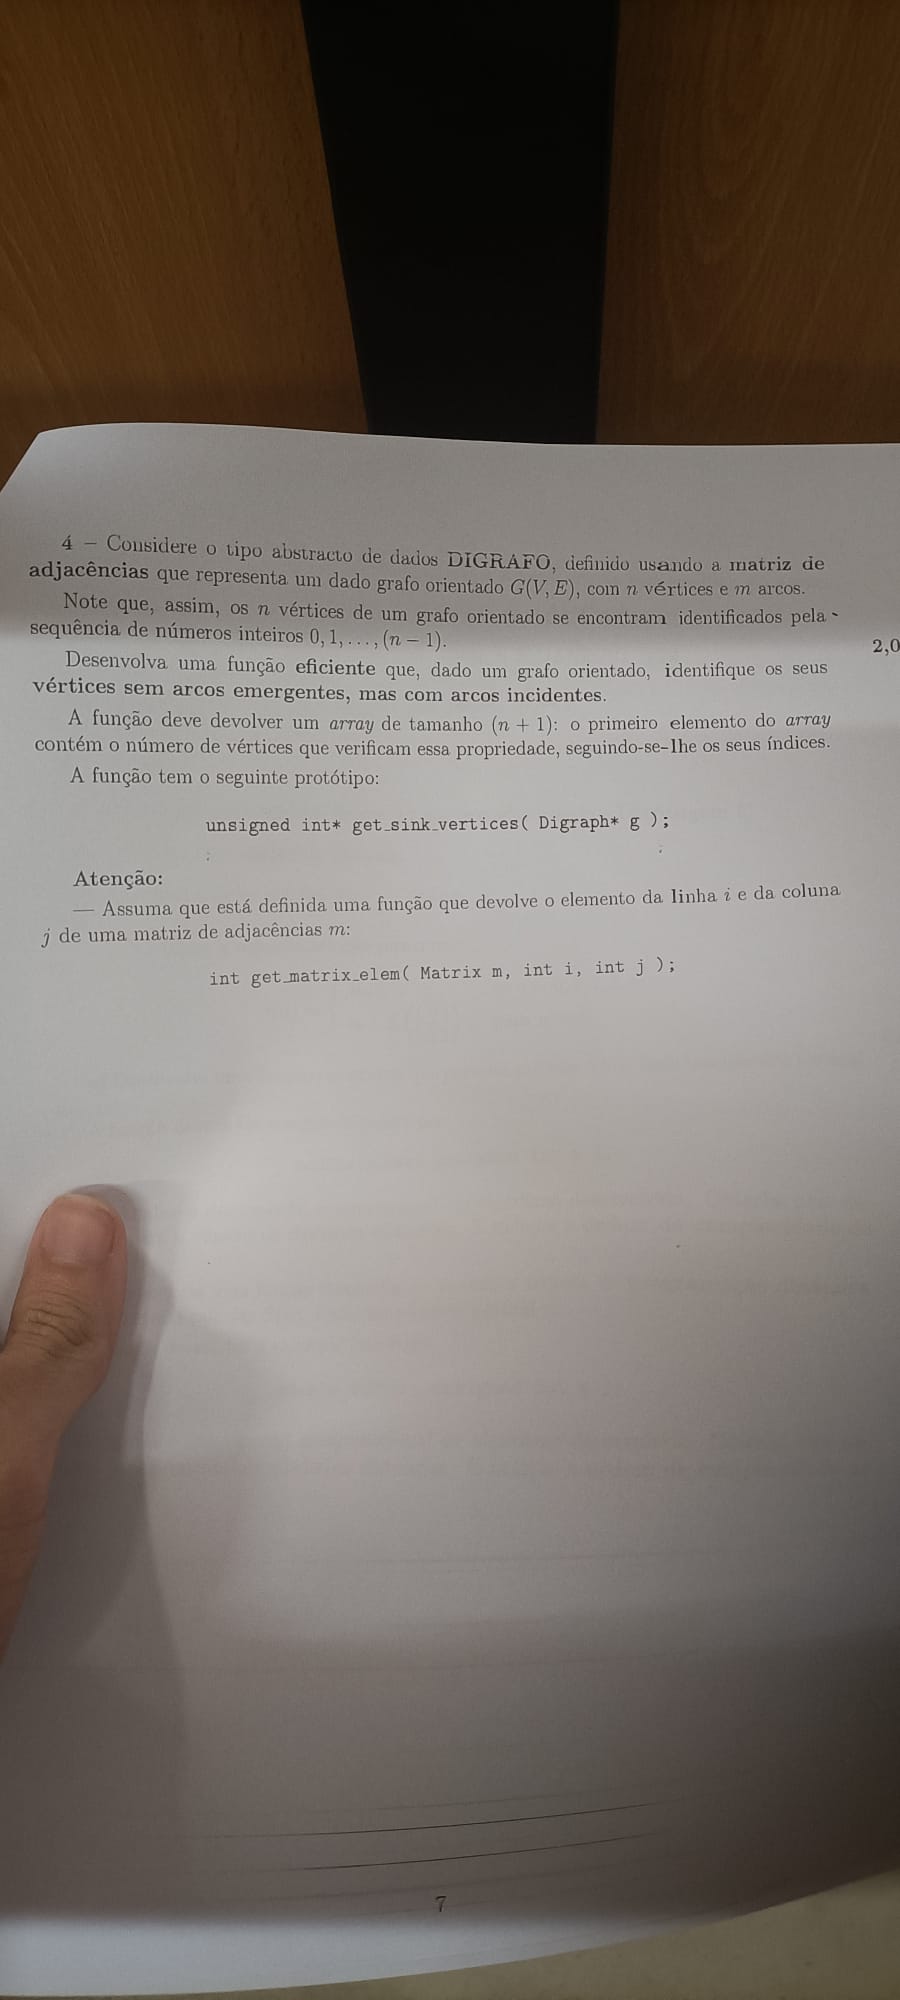 4 – Considere o tipo abstracto de dados DIGRAFO, definido usando a matriz de
adjacências que representa um dado grafo orientado G(V, E), com n vértices e m arcos.
Note que, assim, os n vértices de um grafo orientado se encontram identificados pela
sequência de números inteiros 0, 1, . . . , (n − 1).
2,0
Desenvolva uma função eficiente que, dado um grafo orientado, identifique os seus
vértices sem arcos emergentes, mas com arcos incidentes.
A função deve devolver um array de tamanho (n + 1): o primeiro elemento do array
contém o número de vértices que verificam essa propriedade, seguindo-se-lhe os seus índices.
A função tem o seguinte protótipo:
unsigned int* get_sink_vertices( Digraph* g );
Atenção:
— Assuma que está definida uma função que devolve o elemento da linha i e da coluna
j de uma matriz de adjacências m:
int get_matrix_elem( Matrix m, int i, int j );
7